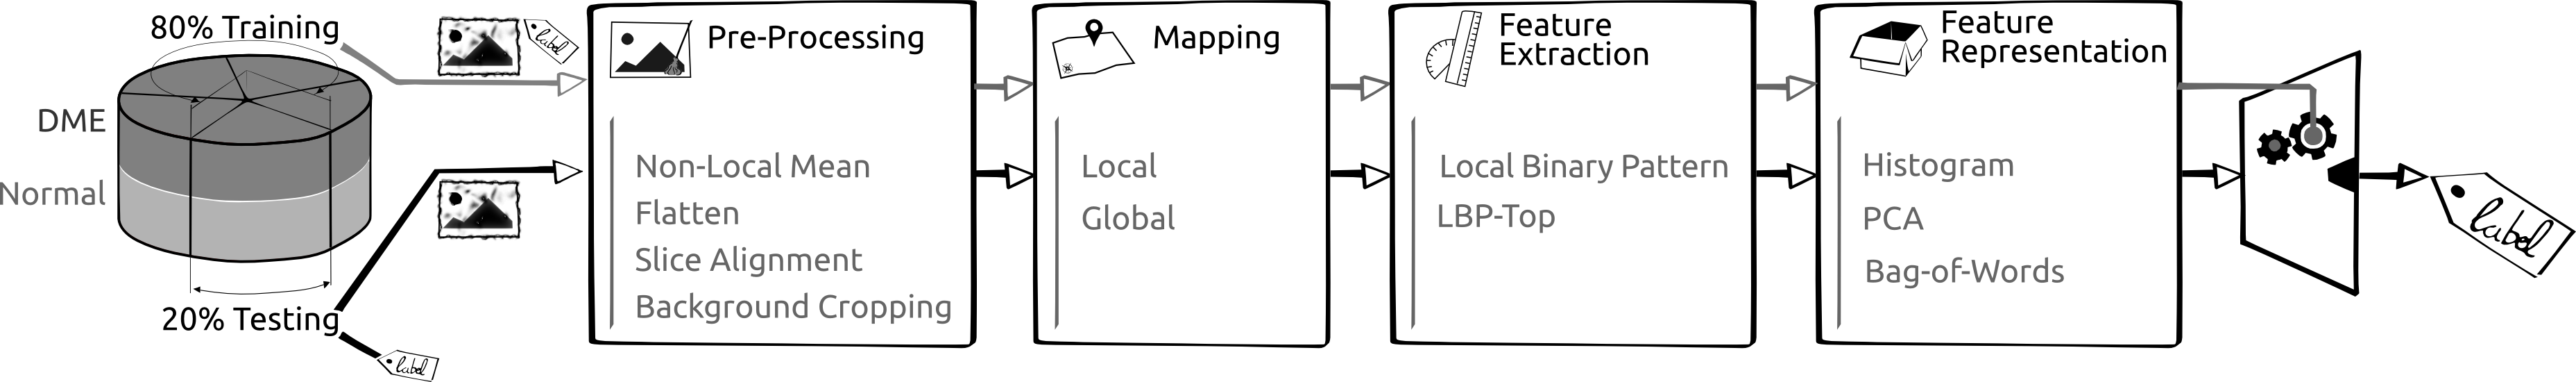 80% Training
DME
Normal
20% Testing
label
label
Pre-Processing
Non-Local Mean
Flatten
Slice Alignment
Background Cropping
Mapping
Local
Global
Feature
Extraction
Local Binary Pattern
LBP-Top
Feature
Representation
Histogram
PCA
Bag-of-Words
label